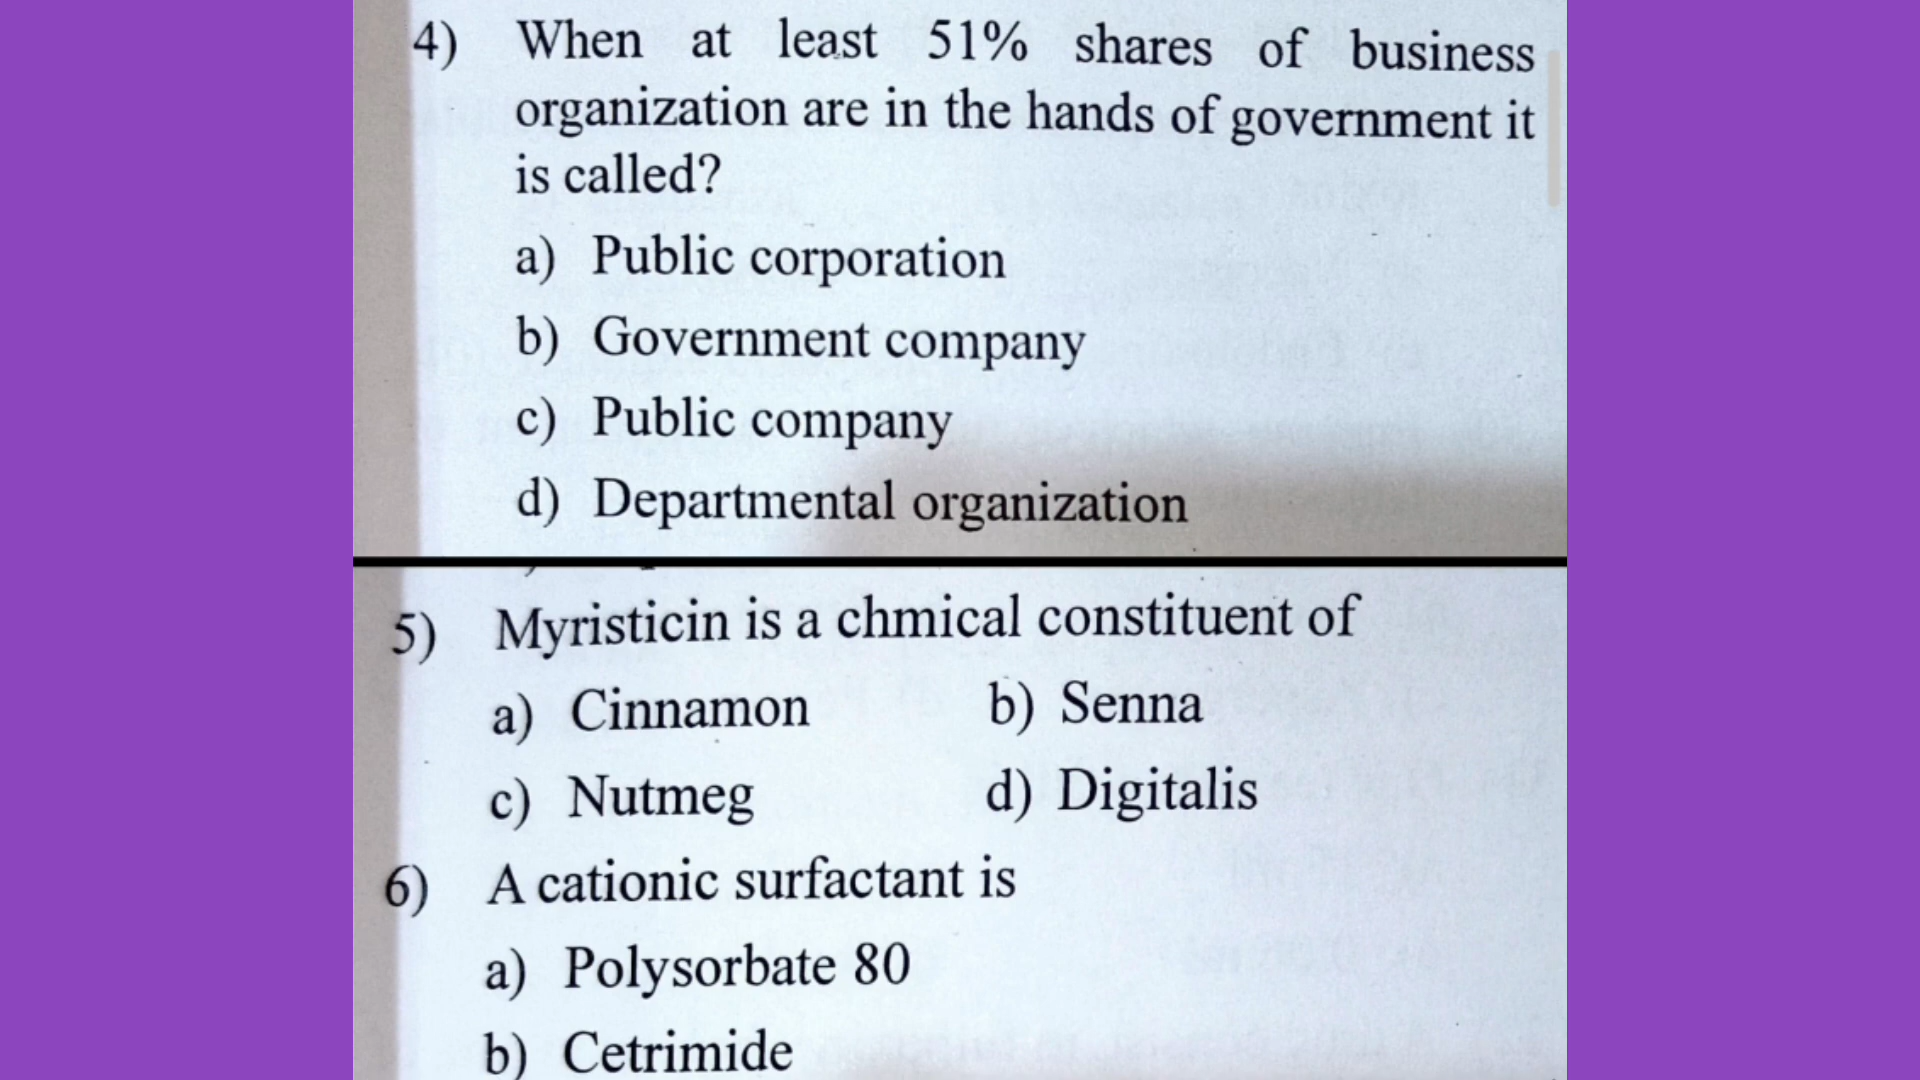 4) When at least 51% shares of business
organization are in the hands of government it
is called?
a) Public corporation
b) Government company
c) Public company
d) Departmental organization
5) Myristicin is a chmical constituent of
a) Cinnamon b) Senna
c) Nutmeg d) Digitalis
6) A cationic surfactant is
a) Polysorbate 80
b) Cetrimide